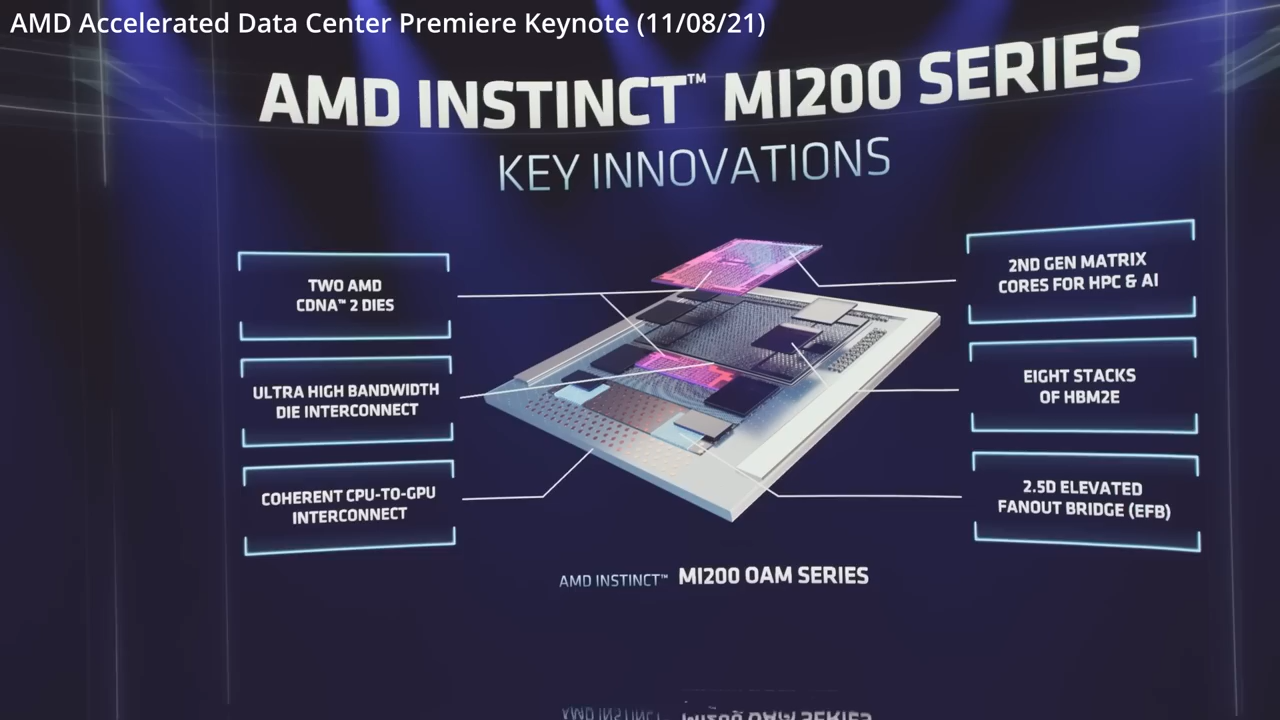 AMD Accelerated Data Center Premiere Keynote (11/08/21)
AMD INSTINCT™ MI200 SERIES
KEY INNOVATIONS
TWO AMD
CDNA™ 2 DIES
ULTRA HIGH BANDWIDTH
DIE INTERCONNECT
COHERENT CPU-TO-GPU
INTERCONNECT
2ND GEN MATRIX
CORES FOR HPC & AI
EIGHT STACKS
OF HBM2E
2.5D ELEVATED
FANOUT BRIDGE (EFB)
AMD INSTINCT™ MI200 OAM SERIES